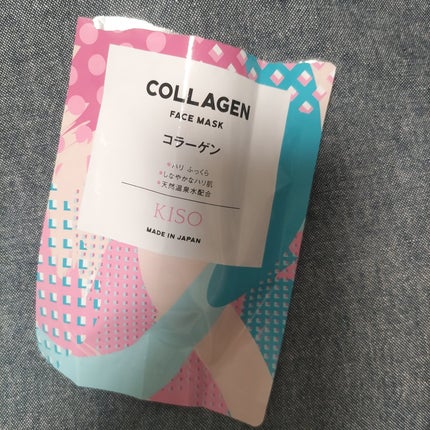 COLLAGEN
FACE MASK
コラーゲン
*ハリ ふっくら
*しなやかなハリ肌
*天然温泉水配合
KISO
MADE IN JAPAN